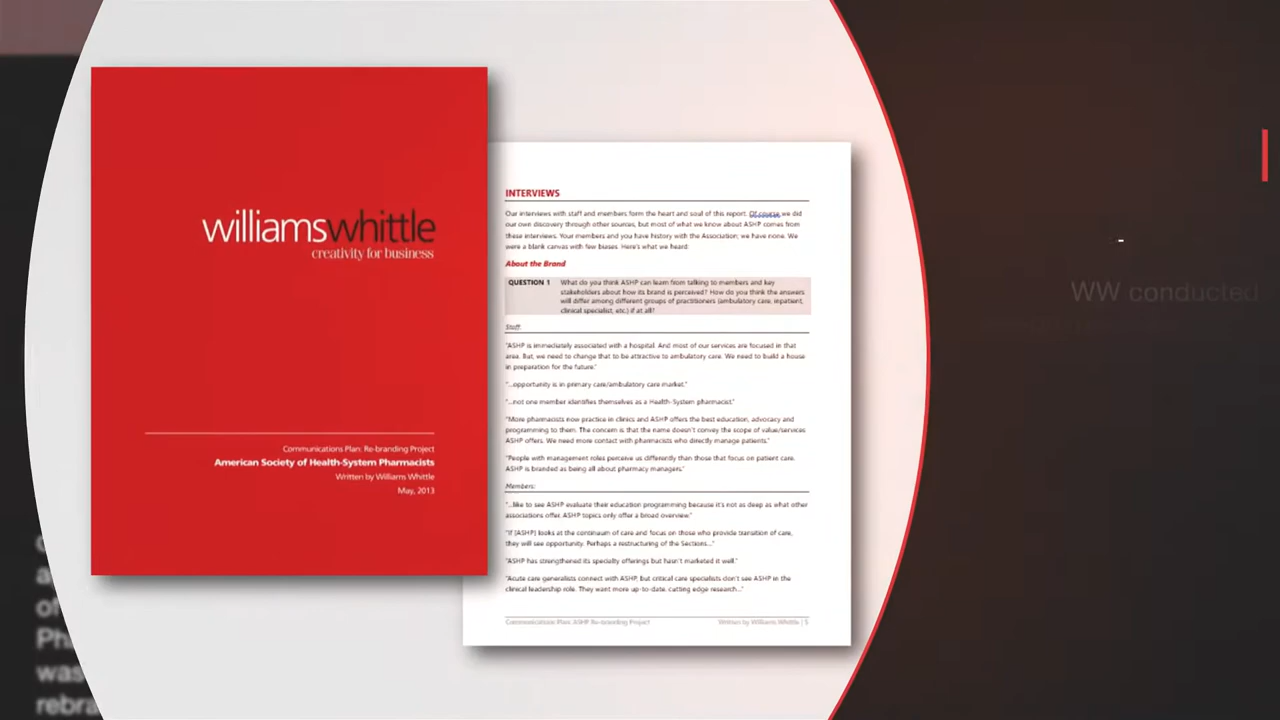 williamswhittle
creativity for business
Communications Plan: Re-branding Project
American Society of Health-System Pharmacists
Written by Williams Whittle
May, 2013
INTERVIEWS
Our interviews with staff and members form the heart and soul of this report. Of course we did
our own discovery through other sources, but most of what we know about ASHP comes from
these interviews. Your members and you have history with the Association; we have none. We
were a blank canvas with few biases. Here's what we heard:
About the Brand
QUESTION 1 What do you think ASHP can learn from talking to members and key
stakeholders about how its brand is perceived? How do you think the answers
will differ among different groups of practitioners (ambulatory care, inpatient,
clinical specialist, etc.) if at all?
Staff:
"ASHP is immediately associated with a hospital. And most of our services are focused in that
area. But, we need to change that to be attractive to ambulatory care. We need to build a house
in preparation for the future."
"...opportunity is in primary care/ambulatory care market."
"...not one member identifies themselves as a Health-System pharmacist."
"More pharmacists now practice in clinics and ASHP offers the best education, advocacy and
programming to them. The concern is that the name doesn't convey the scope of value/services
ASHP offers. We need more contact with pharmacists who directly manage patients."
"People with management roles perceive us differently than those that focus on patient care.
ASHP is branded as being all about pharmacy managers."
Members:
"...like to see ASHP evaluate their education programming because it's not as deep as what other
associations offer. ASHP topics only offer a broad overview."
"If (ASHP) looks at the continuum of care and focus on those who provide transition of care,
they will see opportunity. Perhaps a restructuring of the Sections..."
"ASHP has strengthened its specialty offerings but hasn't marketed it well."
"Acute care generalists connect with ASHP, but critical care specialists don't see ASHP in the
clinical leadership role. They want more up-to-date, cutting edge research..."
Communications Plan: ASHP Re-branding Project Written by Williams Whittle | 5
WW conducted
of
Ph
was
rebra